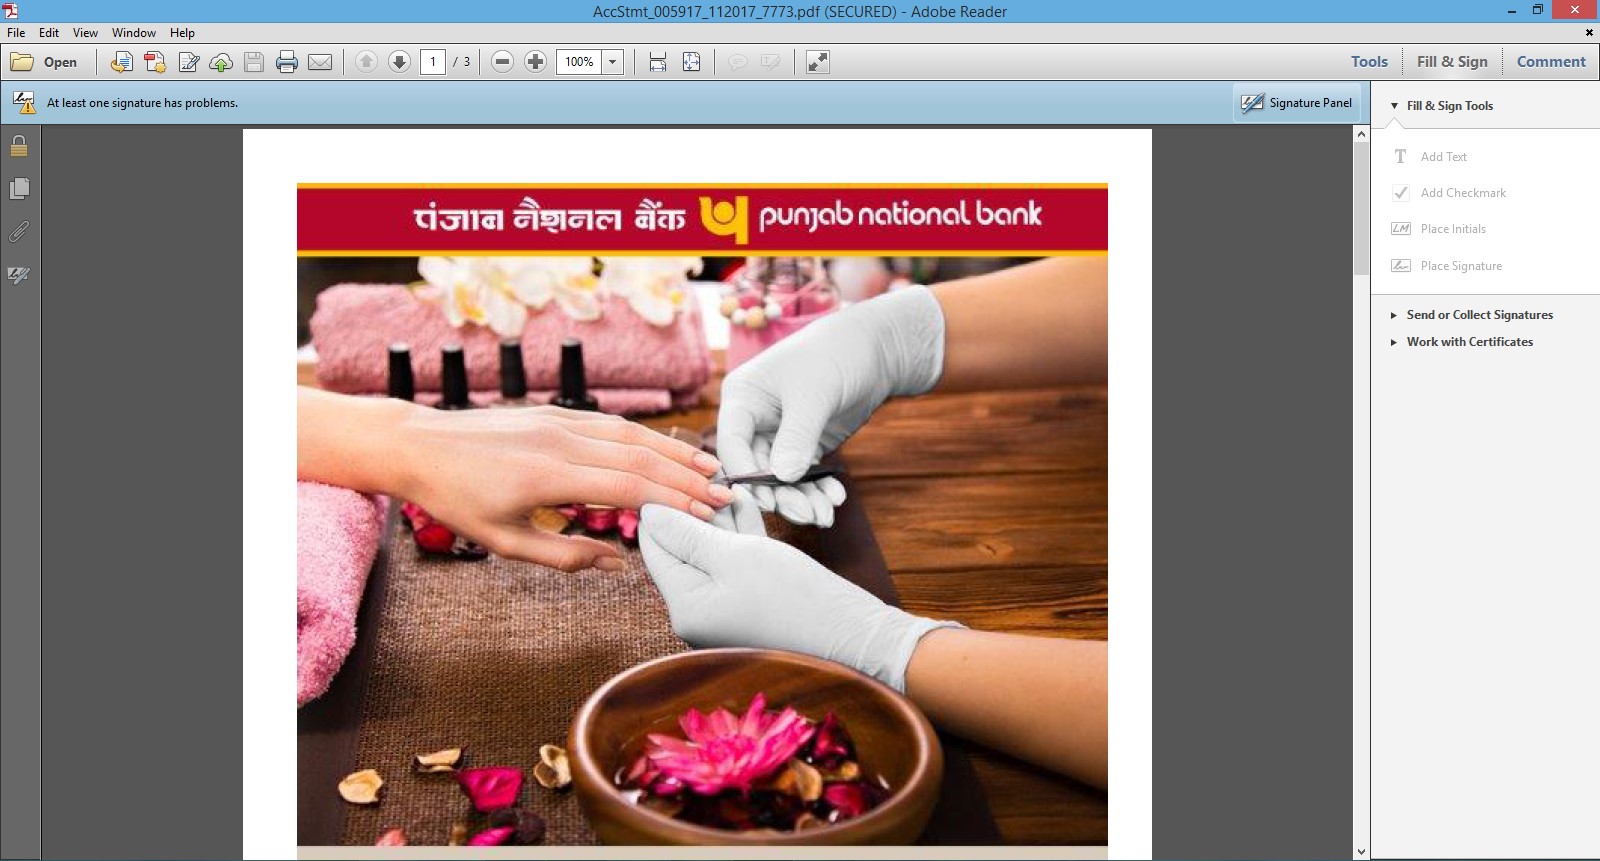 AccStmt_005917_112017_7773.pdf (SECURED) - Adobe Reader
File Edit View Window Help
Open 1 / 3 100% Tools Fill & Sign Comment
At least one signature has problems. Signature Panel
Fill & Sign Tools
Add Text
Add Checkmark
Place Initials
Place Signature
Send or Collect Signatures
Work with Certificates
पंजाब नैशनल बैंक punjab national bank